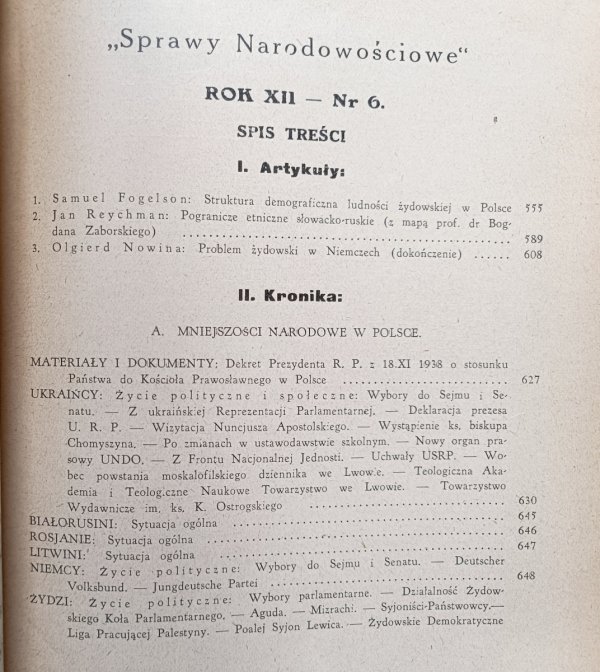 „Sprawy Narodowościowe“
ROK XII — Nr 6.
SPIS TREŚCI
I. Artykuły:
1. Samuel Fogelson: Struktura demograficzna ludności żydowskiej w Polsce 555
2. Jan Reychman: Pogranicze etniczne słowacko-ruskie (z mapą prof. dr Bog-
dana Zaborskiego) . . . . . . . . . . 589
3. Olgierd Nowina: Problem żydowski w Niemczech (dokończenie) . . . . . . 608
II. Kronika:
A. MNIEJSZOŚCI NARODOWE W POLSCE.
MATERIAŁY I DOKUMENTY: Dekret Prezydenta R. P. z 18.XI 1938 o stosunku
Państwa do Kościoła Prawosławnego w Polsce . . . . . . . . . . 627
UKRAIŃCY: Życie polityczne i społeczne: Wybory do Sejmu i Se-
natu. — Z ukraińskiej Reprezentacji Parlamentarnej. — Deklaracja prezesa
U. R. P. — Wizytacja Nuncjusza Apostolskiego. — Wystąpienie ks. biskupa
Chomyszyna. — Po zmianach w ustawodawstwie szkolnym. — Nowy organ pra-
sowy UNDO. — Z Frontu Nacjonalnej Jednosti. — Uchwały USRP. — Wo-
bec powstania moskalofilskiego dziennika we Lwowie. — Teologiczna Aka-
demia i Teologiczne Naukowe Towarzystwo we Lwowie. — Towarzystwo
Wydawnicze im. ks. K. Ostrogskiego . . . . . . . . . . 630
BIAŁORUSINI: Sytuacja ogólna . . . . . . . . . . 645
ROSJANIE: Sytuacja ogólna . . . . . . . . . . 646
LITWINI: Sytuacja ogólna . . . . . . . . . . 647
NIEMCY: Życie polityczne: Wybory do Sejmu i Senatu. — Deutscher
Volksbund. — Jungdeutsche Partei . . . . . . . . . . 648
ŻYDZI: Życie polityczne: Wybory parlamentarne. — Działalność Żydow-
skiego Koła Parlamentarnego. — Aguda. — Mizrachi. — Syjoniści-Państwowcy.—
Liga Pracującej Palestyny. — Poalej Syjon Lewica. — Żydowskie Demokratyczne